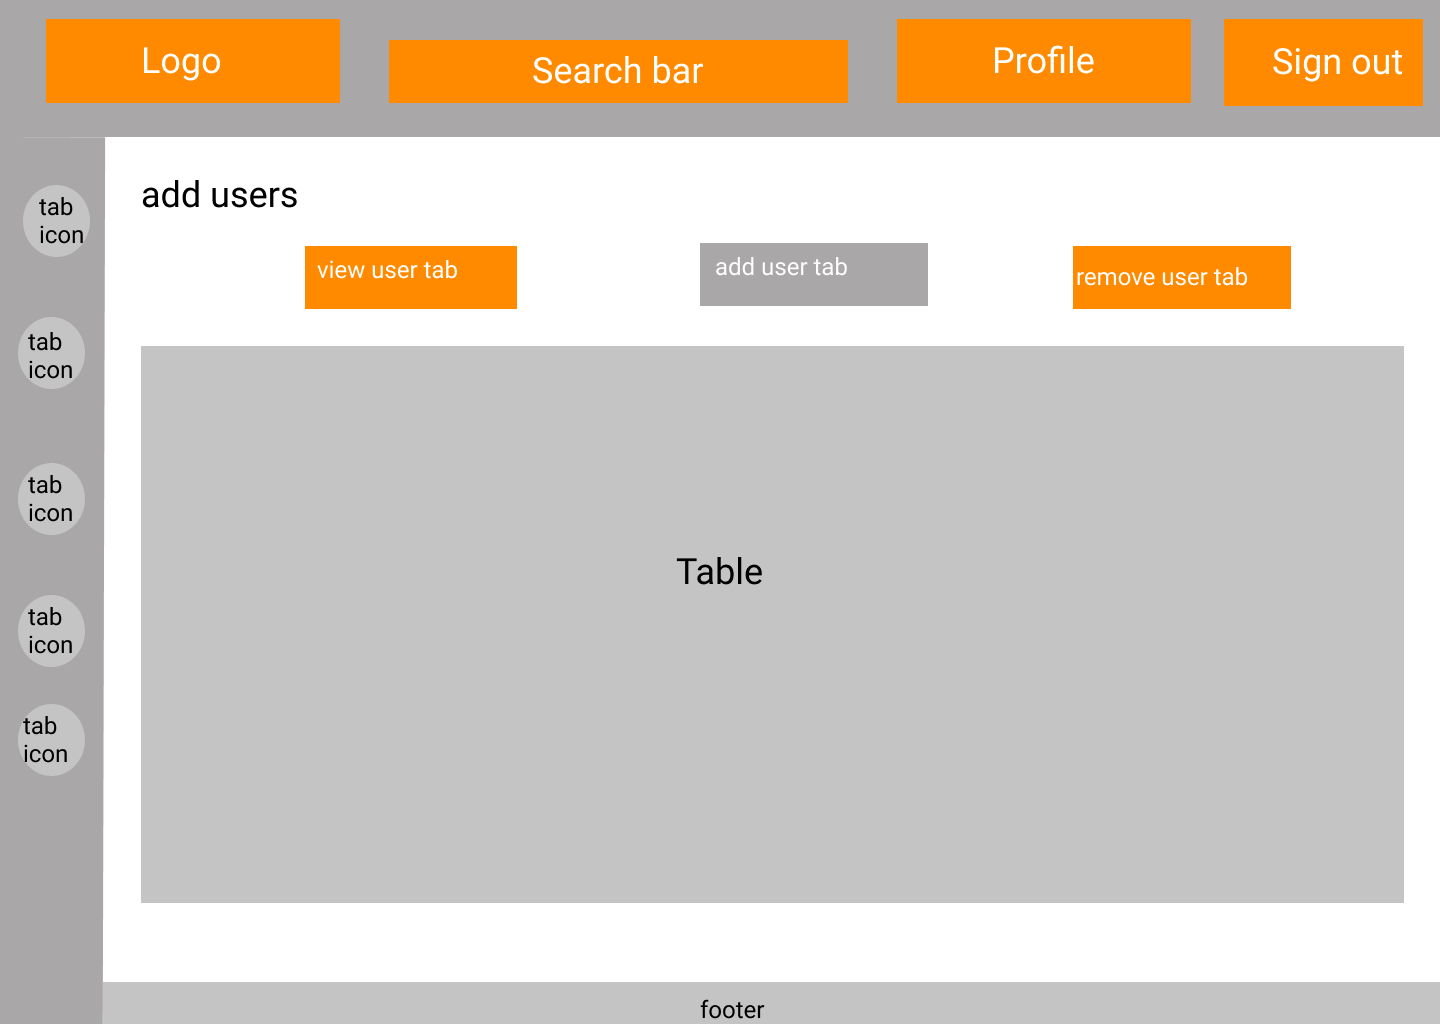 Logo
Search bar
Profile
Sign out
add users
view user tab
add user tab
remove user tab
tab
icon
tab
icon
tab
icon
tab
icon
tab
icon
Table
footer